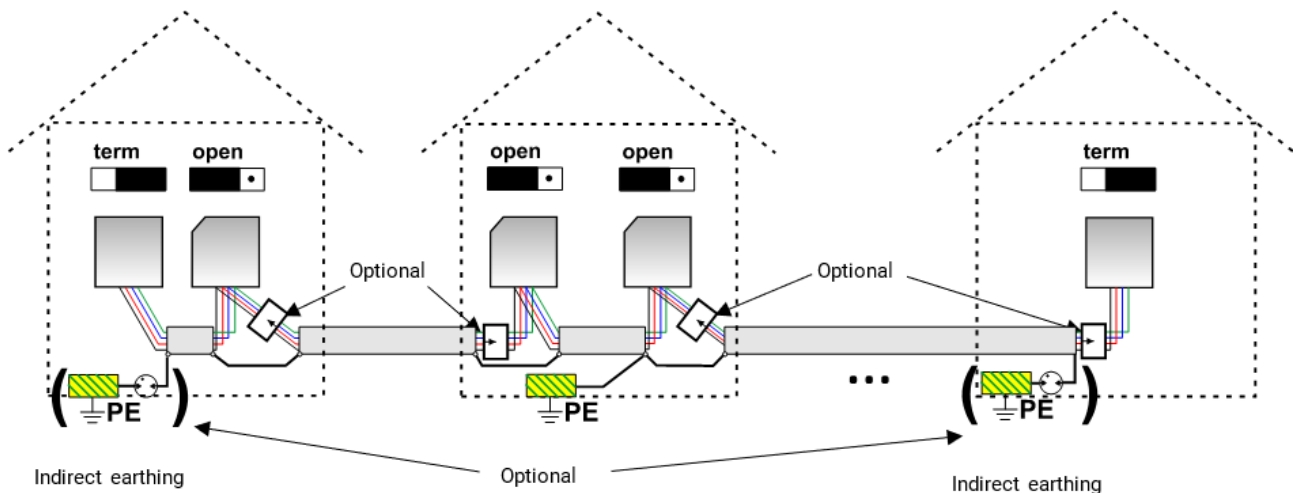 term open
open open
term
Optional
Optional
( PE )
PE
...
( PE )
Optional
Indirect earthing
Indirect earthing